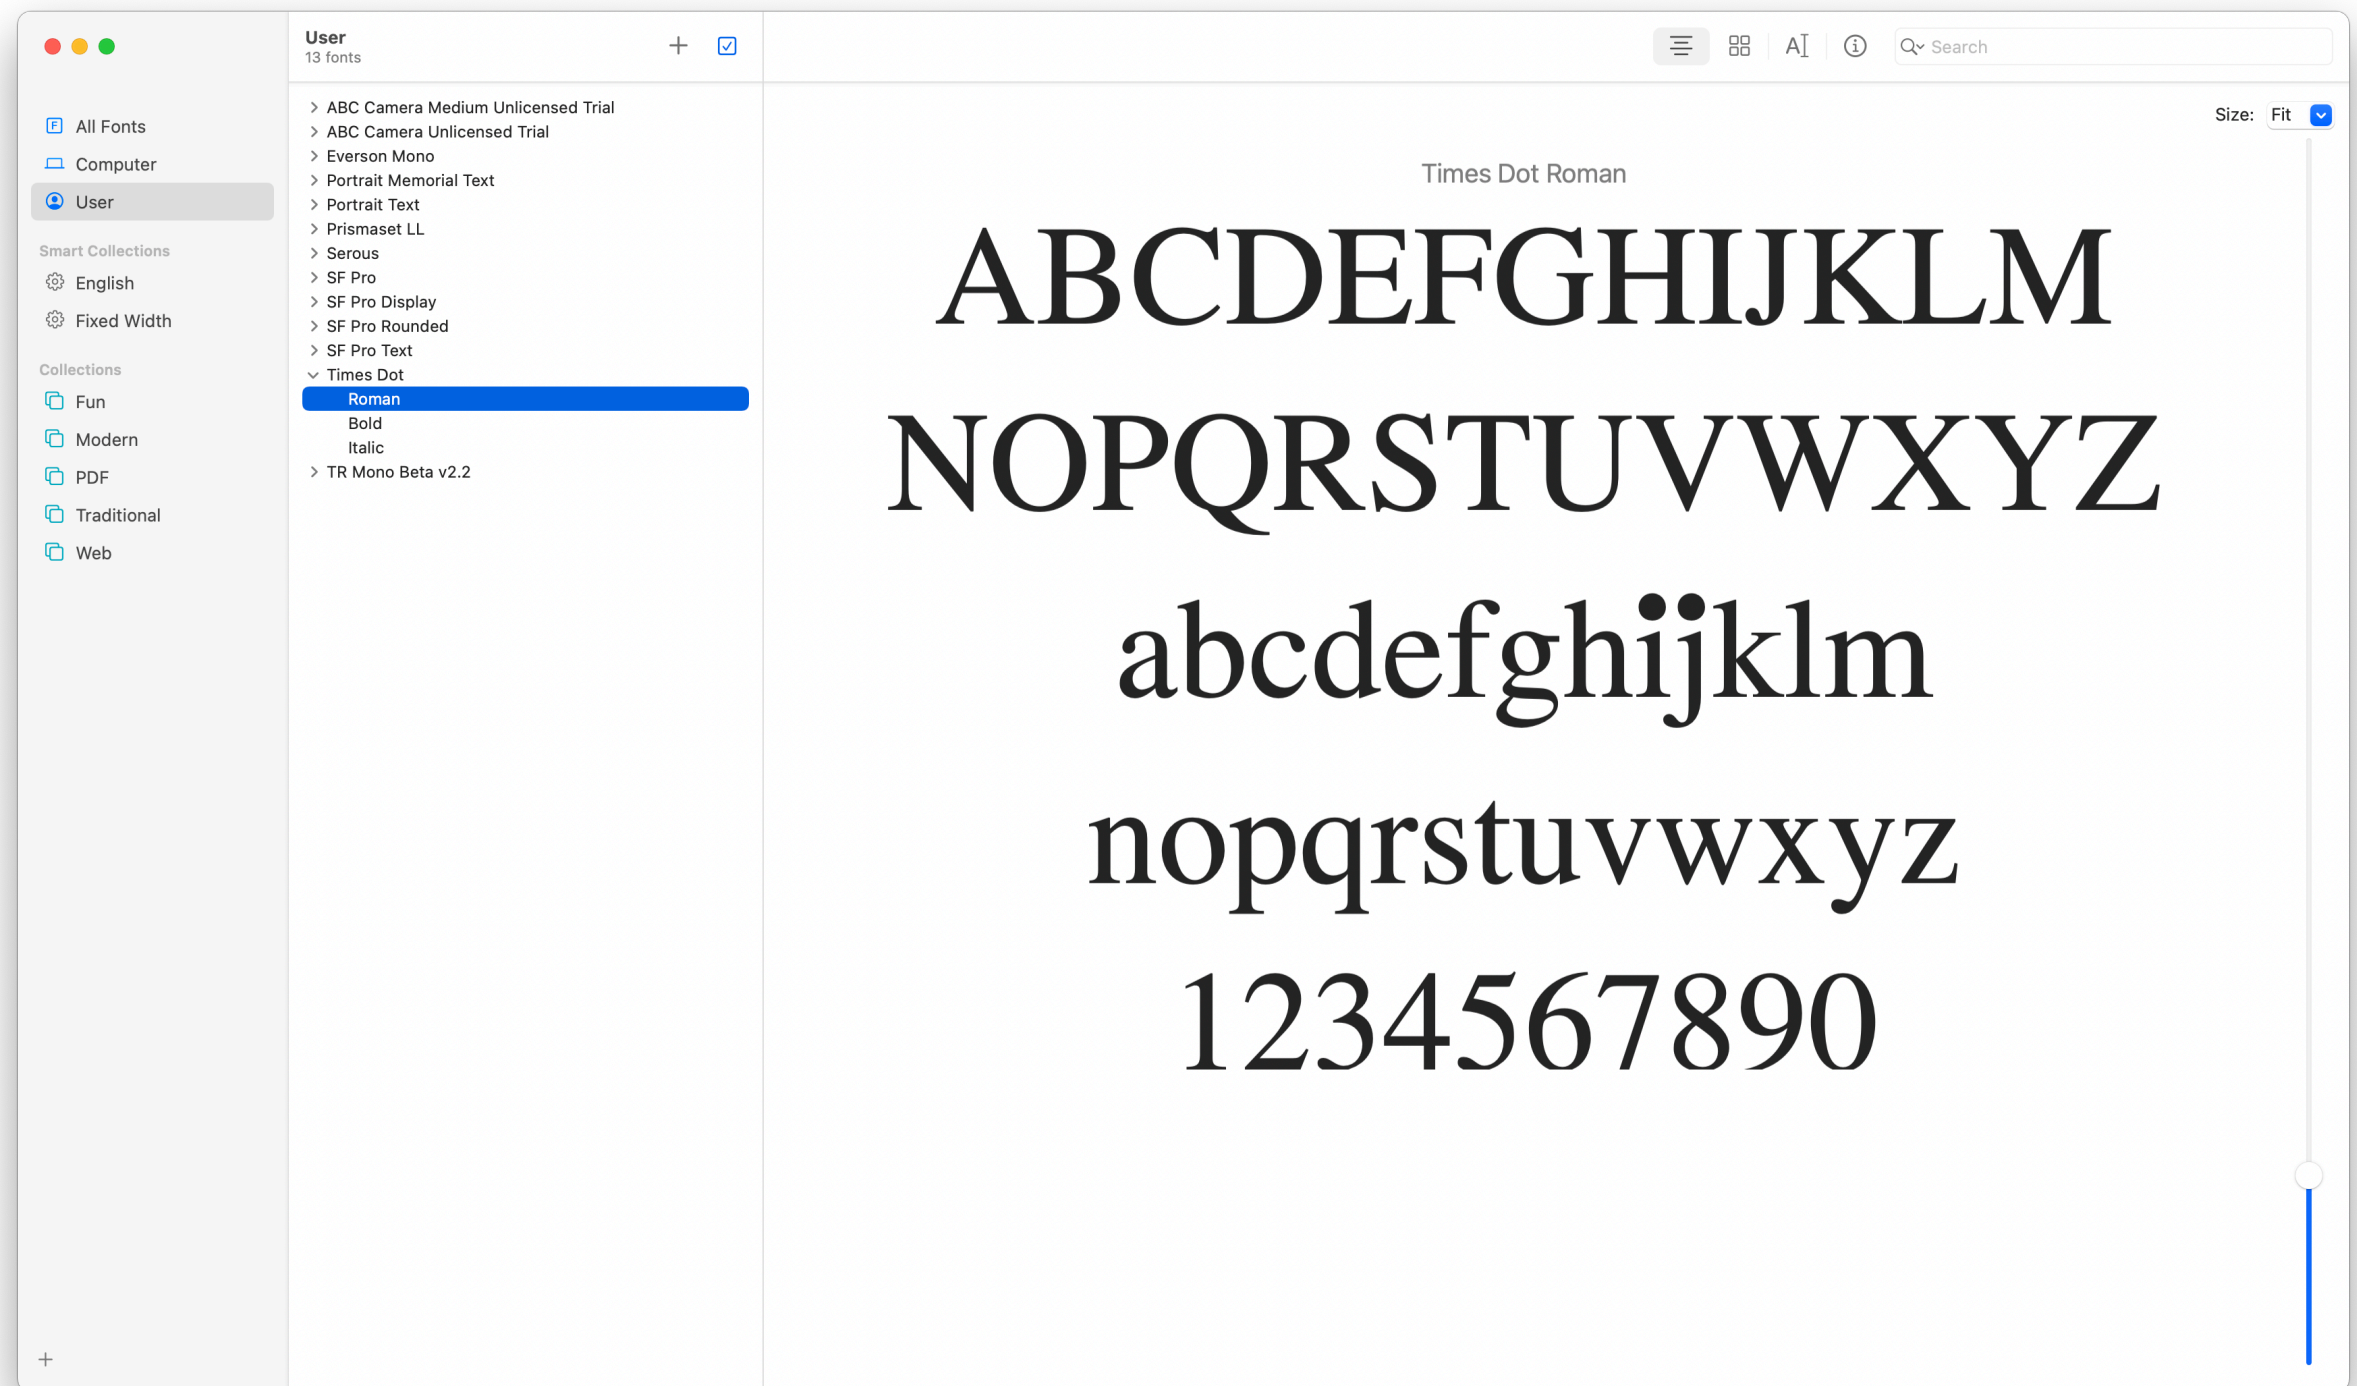 User
13 fonts
Search
All Fonts
Computer
User
Smart Collections
English
Fixed Width
Collections
Fun
Modern
PDF
Traditional
Web
ABC Camera Medium Unlicensed Trial
ABC Camera Unlicensed Trial
Everson Mono
Portrait Memorial Text
Portrait Text
Prismaset LL
Serous
SF Pro
SF Pro Display
SF Pro Rounded
SF Pro Text
Times Dot
Roman
Bold
Italic
TR Mono Beta v2.2
Size: Fit
Times Dot Roman
ABCDEFGHIJKLM
NOPQRSTUVWXYZ
abcdefghijklm
nopqrstuvwxyz
1234567890